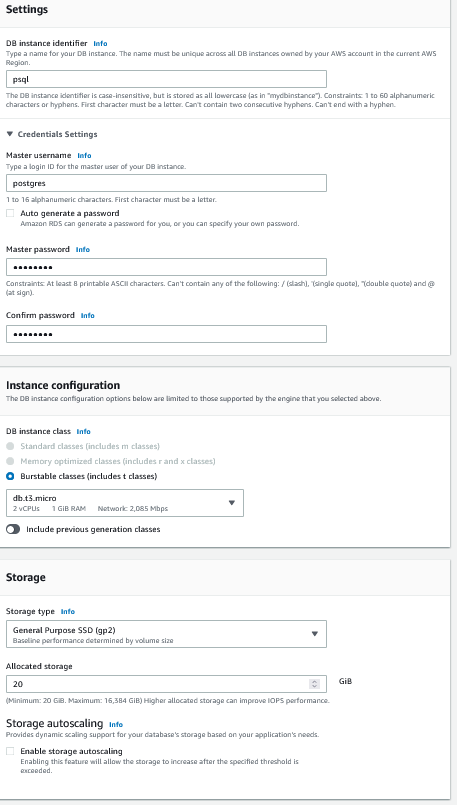 Settings
DB instance identifier Info
Type a name for your DB instance. The name must be unique across all DB instances owned by your AWS account in the current AWS
Region.
psql
The DB instance identifier is case-insensitive, but is stored as all lowercase (as in "mydbinstance"). Constraints: 1 to 60 alphanumeric
characters or hyphens. First character must be a letter. Can't contain two consecutive hyphens. Can't end with a hyphen.
▼ Credentials Settings
Master username Info
Type a login ID for the master user of your DB instance.
postgres
1 to 16 alphanumeric characters. First character must be a letter.
Auto generate a password
Amazon RDS can generate a password for you, or you can specify your own password.
Master password Info
••••••••
Constraints: At least 8 printable ASCII characters. Can't contain any of the following: / (slash), '(single quote), "(double quote) and @
(at sign).
Confirm password Info
••••••••
Instance configuration
The DB instance configuration options below are limited to those supported by the engine that you selected above.
DB instance class Info
Standard classes (includes m classes)
Memory optimized classes (includes r and x classes)
Burstable classes (includes t classes)
db.t3.micro
2 vCPUs 1 GiB RAM Network: 2,085 Mbps
Include previous generation classes
Storage
Storage type Info
General Purpose SSD (gp2)
Baseline performance determined by volume size
Allocated storage
20 GiB
(Minimum: 20 GiB. Maximum: 16,384 GiB) Higher allocated storage can improve IOPS performance.
Storage autoscaling Info
Provides dynamic scaling support for your database's storage based on your application's needs.
Enable storage autoscaling
Enabling this feature will allow the storage to increase after the specified threshold is
exceeded.